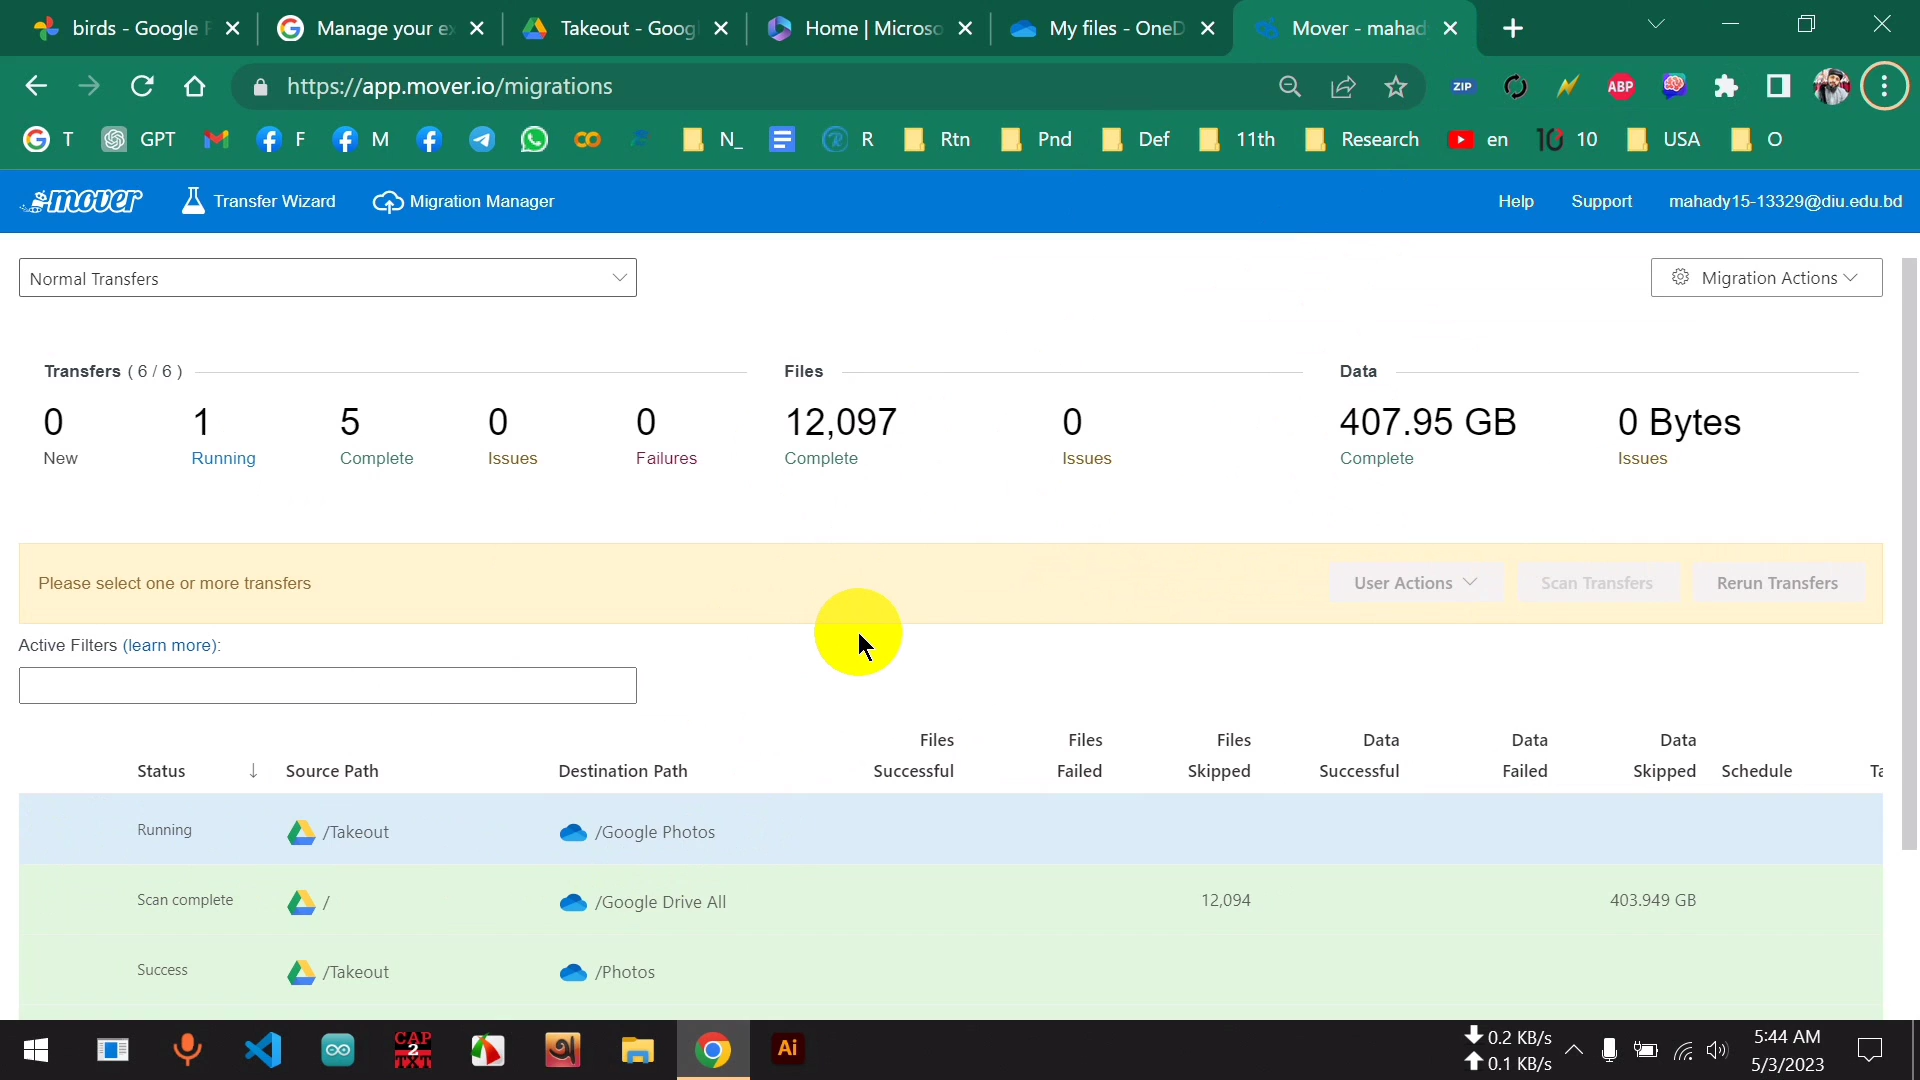 birds - Google P
Manage your ex
Takeout - Goog
Home | Microso
My files - OneD
Mover - mahad
https://app.mover.io/migrations
ZIP
ABP
T
GPT
F
M
N_
R
Rtn
Pnd
Def
11th
Research
en
10 10
USA
O
mover
Transfer Wizard
Migration Manager
Help
Support
mahady15-13329@diu.edu.bd
Normal Transfers
Migration Actions
Transfers ( 6 / 6 )
Files
Data
0 1 5 0 0 12,097 0 407.95 GB 0 Bytes
New Running Complete Issues Failures Complete Issues Complete Issues
Please select one or more transfers
User Actions
Scan Transfers
Rerun Transfers
Active Filters (learn more):
Files Files Files Data Data Data
Status ↓ Source Path Destination Path Successful Failed Skipped Successful Failed Skipped Schedule Ta
Running /Takeout /Google Photos
Scan complete / /Google Drive All 12,094 403.949 GB
Success /Takeout /Photos
CAP
2
TXT
Ai
0.2 KB/s
0.1 KB/s
5:44 AM
5/3/2023